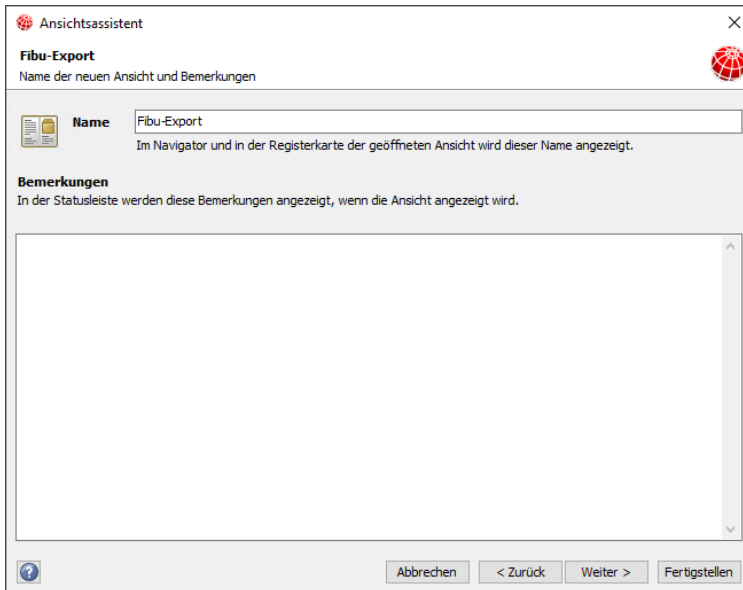 Ansichtsassistent
Fibu-Export
Name der neuen Ansicht und Bemerkungen
Name
Fibu-Export
Im Navigator und in der Registerkarte der geöffneten Ansicht wird dieser Name angezeigt.
Bemerkungen
In der Statusleiste werden diese Bemerkungen angezeigt, wenn die Ansicht angezeigt wird.
? Abbrechen < Zurück Weiter > Fertigstellen